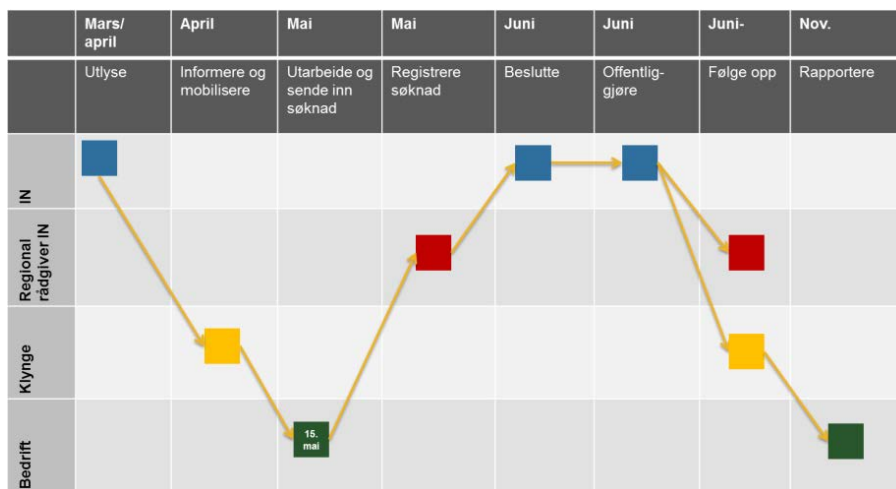 Mars/
april
April
Mai
Mai
Juni
Juni
Juni-
Nov.
Utlyse
Informere og
mobilisere
Utarbeide og
sende inn
søknad
Registrere
søknad
Beslutte
Offentlig-
gjøre
Følge opp
Rapportere
IN
Regional
rådgiver IN
Klynge
Bedrift
15.
mai